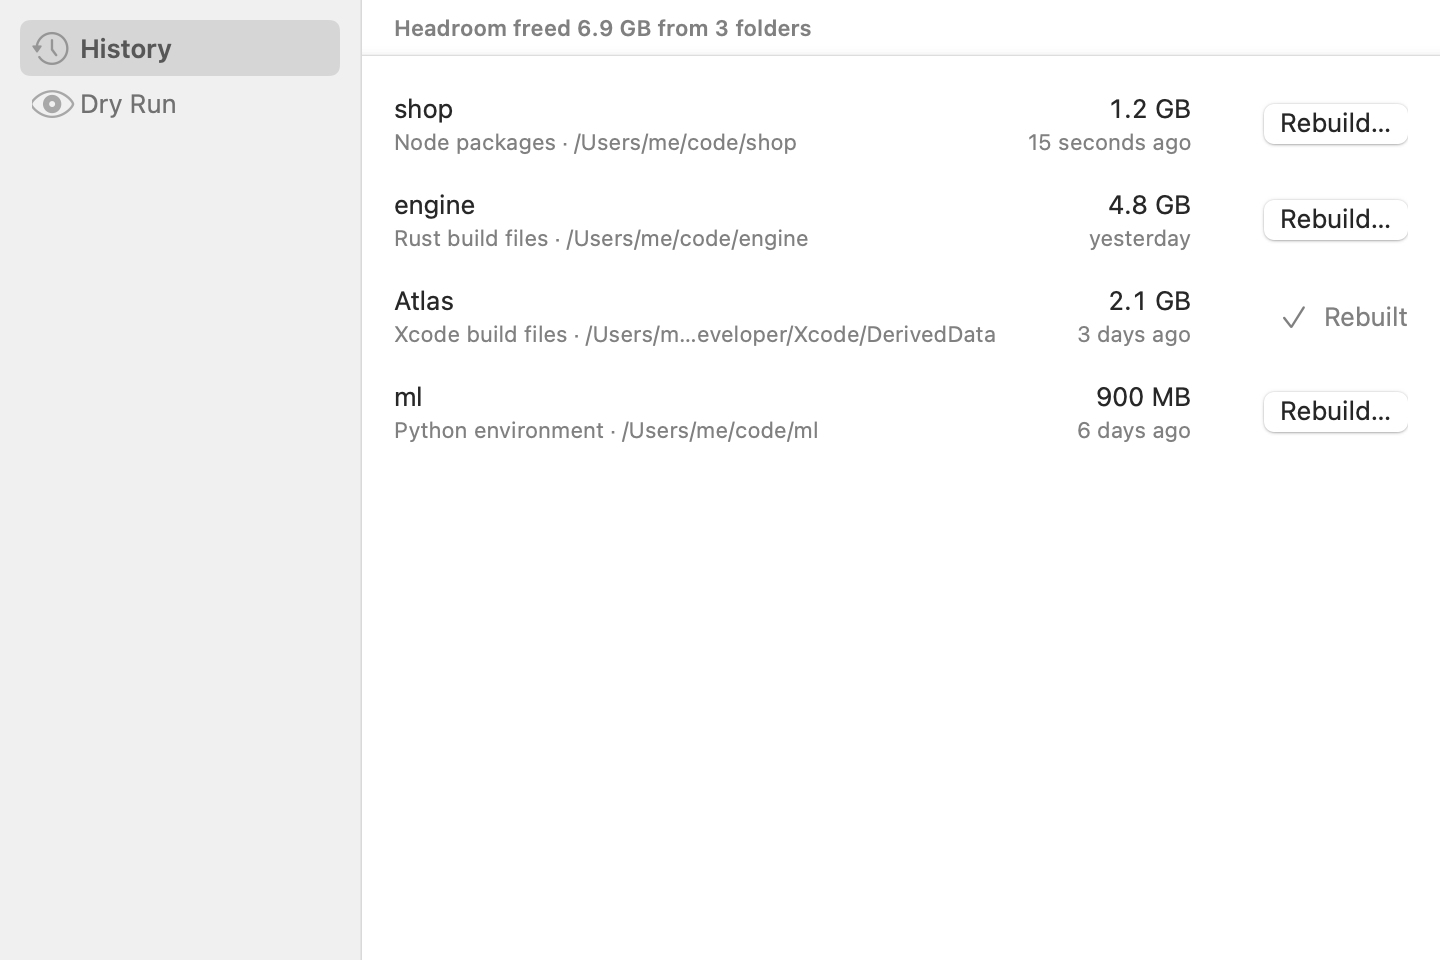 History
Dry Run
Headroom freed 6.9 GB from 3 folders
shop
1.2 GB
Node packages · /Users/me/code/shop
15 seconds ago
Rebuild…
engine
4.8 GB
Rust build files · /Users/me/code/engine
yesterday
Rebuild…
Atlas
2.1 GB
Xcode build files · /Users/m…eveloper/Xcode/DerivedData
3 days ago
Rebuilt
ml
900 MB
Python environment · /Users/me/code/ml
6 days ago
Rebuild…